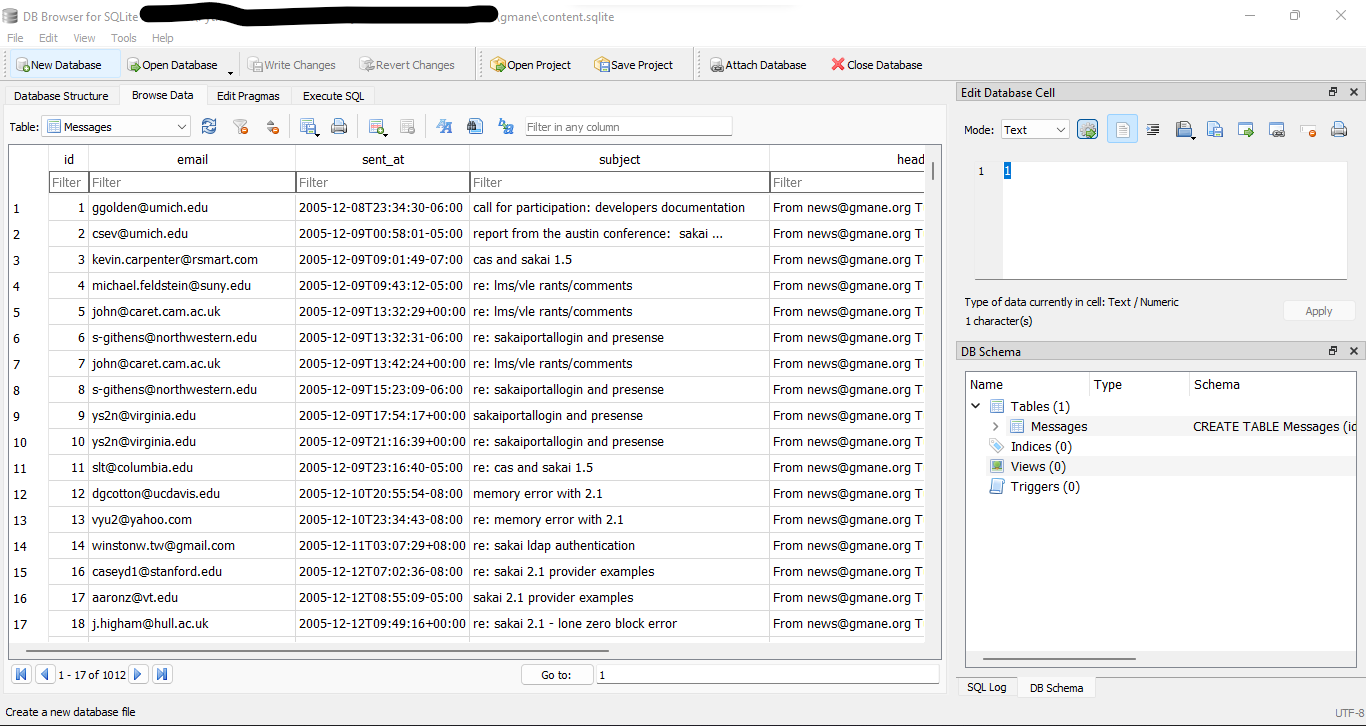 DB Browser for SQLite .gmane\content.sqlite
File Edit View Tools Help
New Database Open Database Write Changes Revert Changes Open Project Save Project Attach Database Close Database
Database Structure Browse Data Edit Pragmas Execute SQL
Table: Messages Filter in any column
id email sent_at subject head
Filter Filter Filter Filter Filter
1 1 ggolden@umich.edu 2005-12-08T23:34:30-06:00 call for participation: developers documentation From news@gmane.org T
2 2 csev@umich.edu 2005-12-09T00:58:01-05:00 report from the austin conference: sakai ... From news@gmane.org T
3 3 kevin.carpenter@rsmart.com 2005-12-09T09:01:49-07:00 cas and sakai 1.5 From news@gmane.org T
4 4 michael.feldstein@suny.edu 2005-12-09T09:43:12-05:00 re: lms/vle rants/comments From news@gmane.org T
5 5 john@caret.cam.ac.uk 2005-12-09T13:32:29+00:00 re: lms/vle rants/comments From news@gmane.org T
6 6 s-githens@northwestern.edu 2005-12-09T13:32:31-06:00 re: sakaiportallogin and presense From news@gmane.org T
7 7 john@caret.cam.ac.uk 2005-12-09T13:42:24+00:00 re: lms/vle rants/comments From news@gmane.org T
8 8 s-githens@northwestern.edu 2005-12-09T15:23:09-06:00 re: sakaiportallogin and presense From news@gmane.org T
9 9 ys2n@virginia.edu 2005-12-09T17:54:17+00:00 sakaiportallogin and presense From news@gmane.org T
10 10 ys2n@virginia.edu 2005-12-09T21:16:39+00:00 re: sakaiportallogin and presense From news@gmane.org T
11 11 slt@columbia.edu 2005-12-09T23:16:40-05:00 re: cas and sakai 1.5 From news@gmane.org T
12 12 dgcotton@ucdavis.edu 2005-12-10T20:55:54-08:00 memory error with 2.1 From news@gmane.org T
13 13 vyu2@yahoo.com 2005-12-10T23:34:43-08:00 re: memory error with 2.1 From news@gmane.org T
14 14 winstonw.tw@gmail.com 2005-12-11T03:07:29+08:00 re: sakai ldap authentication From news@gmane.org T
15 16 caseyd1@stanford.edu 2005-12-12T07:02:36-08:00 re: sakai 2.1 provider examples From news@gmane.org T
16 17 aaronz@vt.edu 2005-12-12T08:55:09-05:00 sakai 2.1 provider examples From news@gmane.org T
17 18 j.higham@hull.ac.uk 2005-12-12T09:49:16+00:00 re: sakai 2.1 - lone zero block error From news@gmane.org T
1 - 17 of 1012 Go to: 1
Edit Database Cell
Mode: Text
1 1
Type of data currently in cell: Text / Numeric
1 character(s)
Apply
DB Schema
Name Type Schema
Tables (1)
Messages CREATE TABLE Messages (id
Indices (0)
Views (0)
Triggers (0)
SQL Log DB Schema
Create a new database file UTF-8